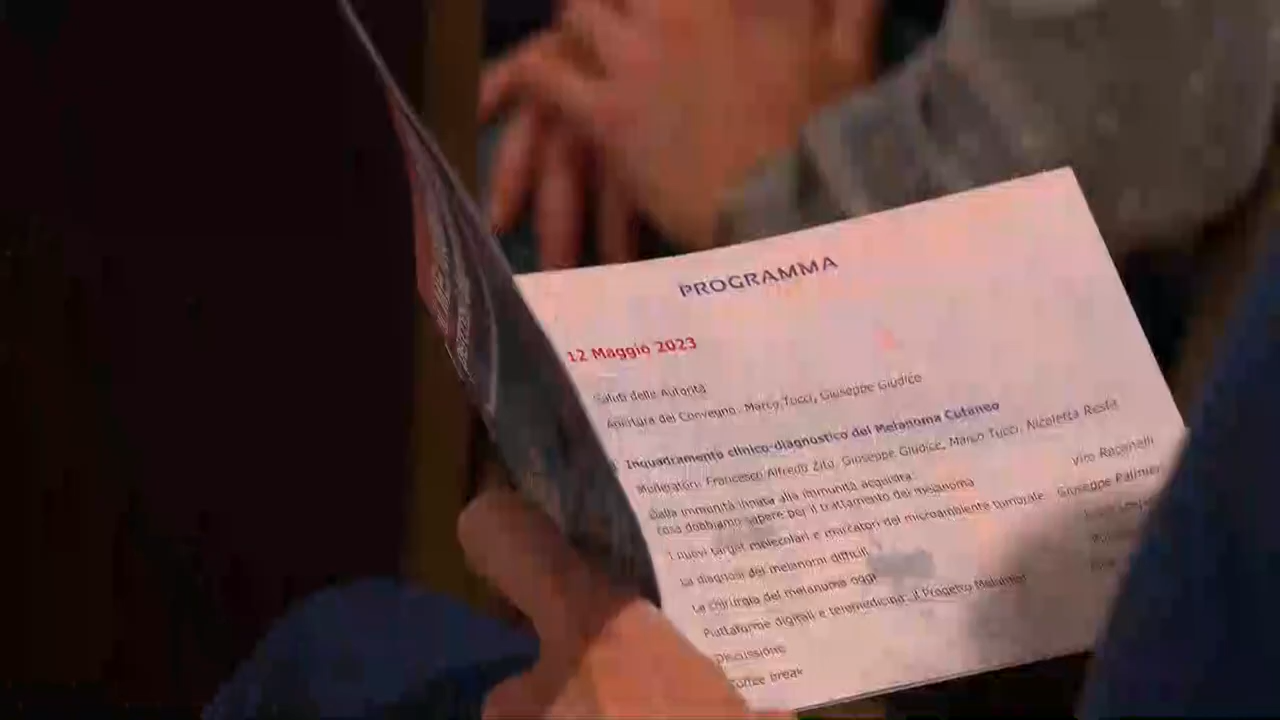 PROGRAMMA
12 Maggio 2023
Saluti delle Autorità
Apertura del Convegno: Marco Tucci, Giuseppe Giudice
Inquadramento clinico-diagnostico del Melanoma Cutaneo
Moderatori: Francesco Alfredo Zito, Giuseppe Giudice, Marco Tucci, Nicoletta Resta
Dalla immunità innata alla immunità acquisita:
cosa dobbiamo sapere per il trattamento del melanoma Vito Racanelli
I nuovi target molecolari e marcatori del microambiente tumorale Giuseppe Palmieri
La diagnosi dei melanomi difficili
La chirurgia del melanoma oggi
Piattaforme digitali e telemedicina: il Progetto
Discussione
Coffee break